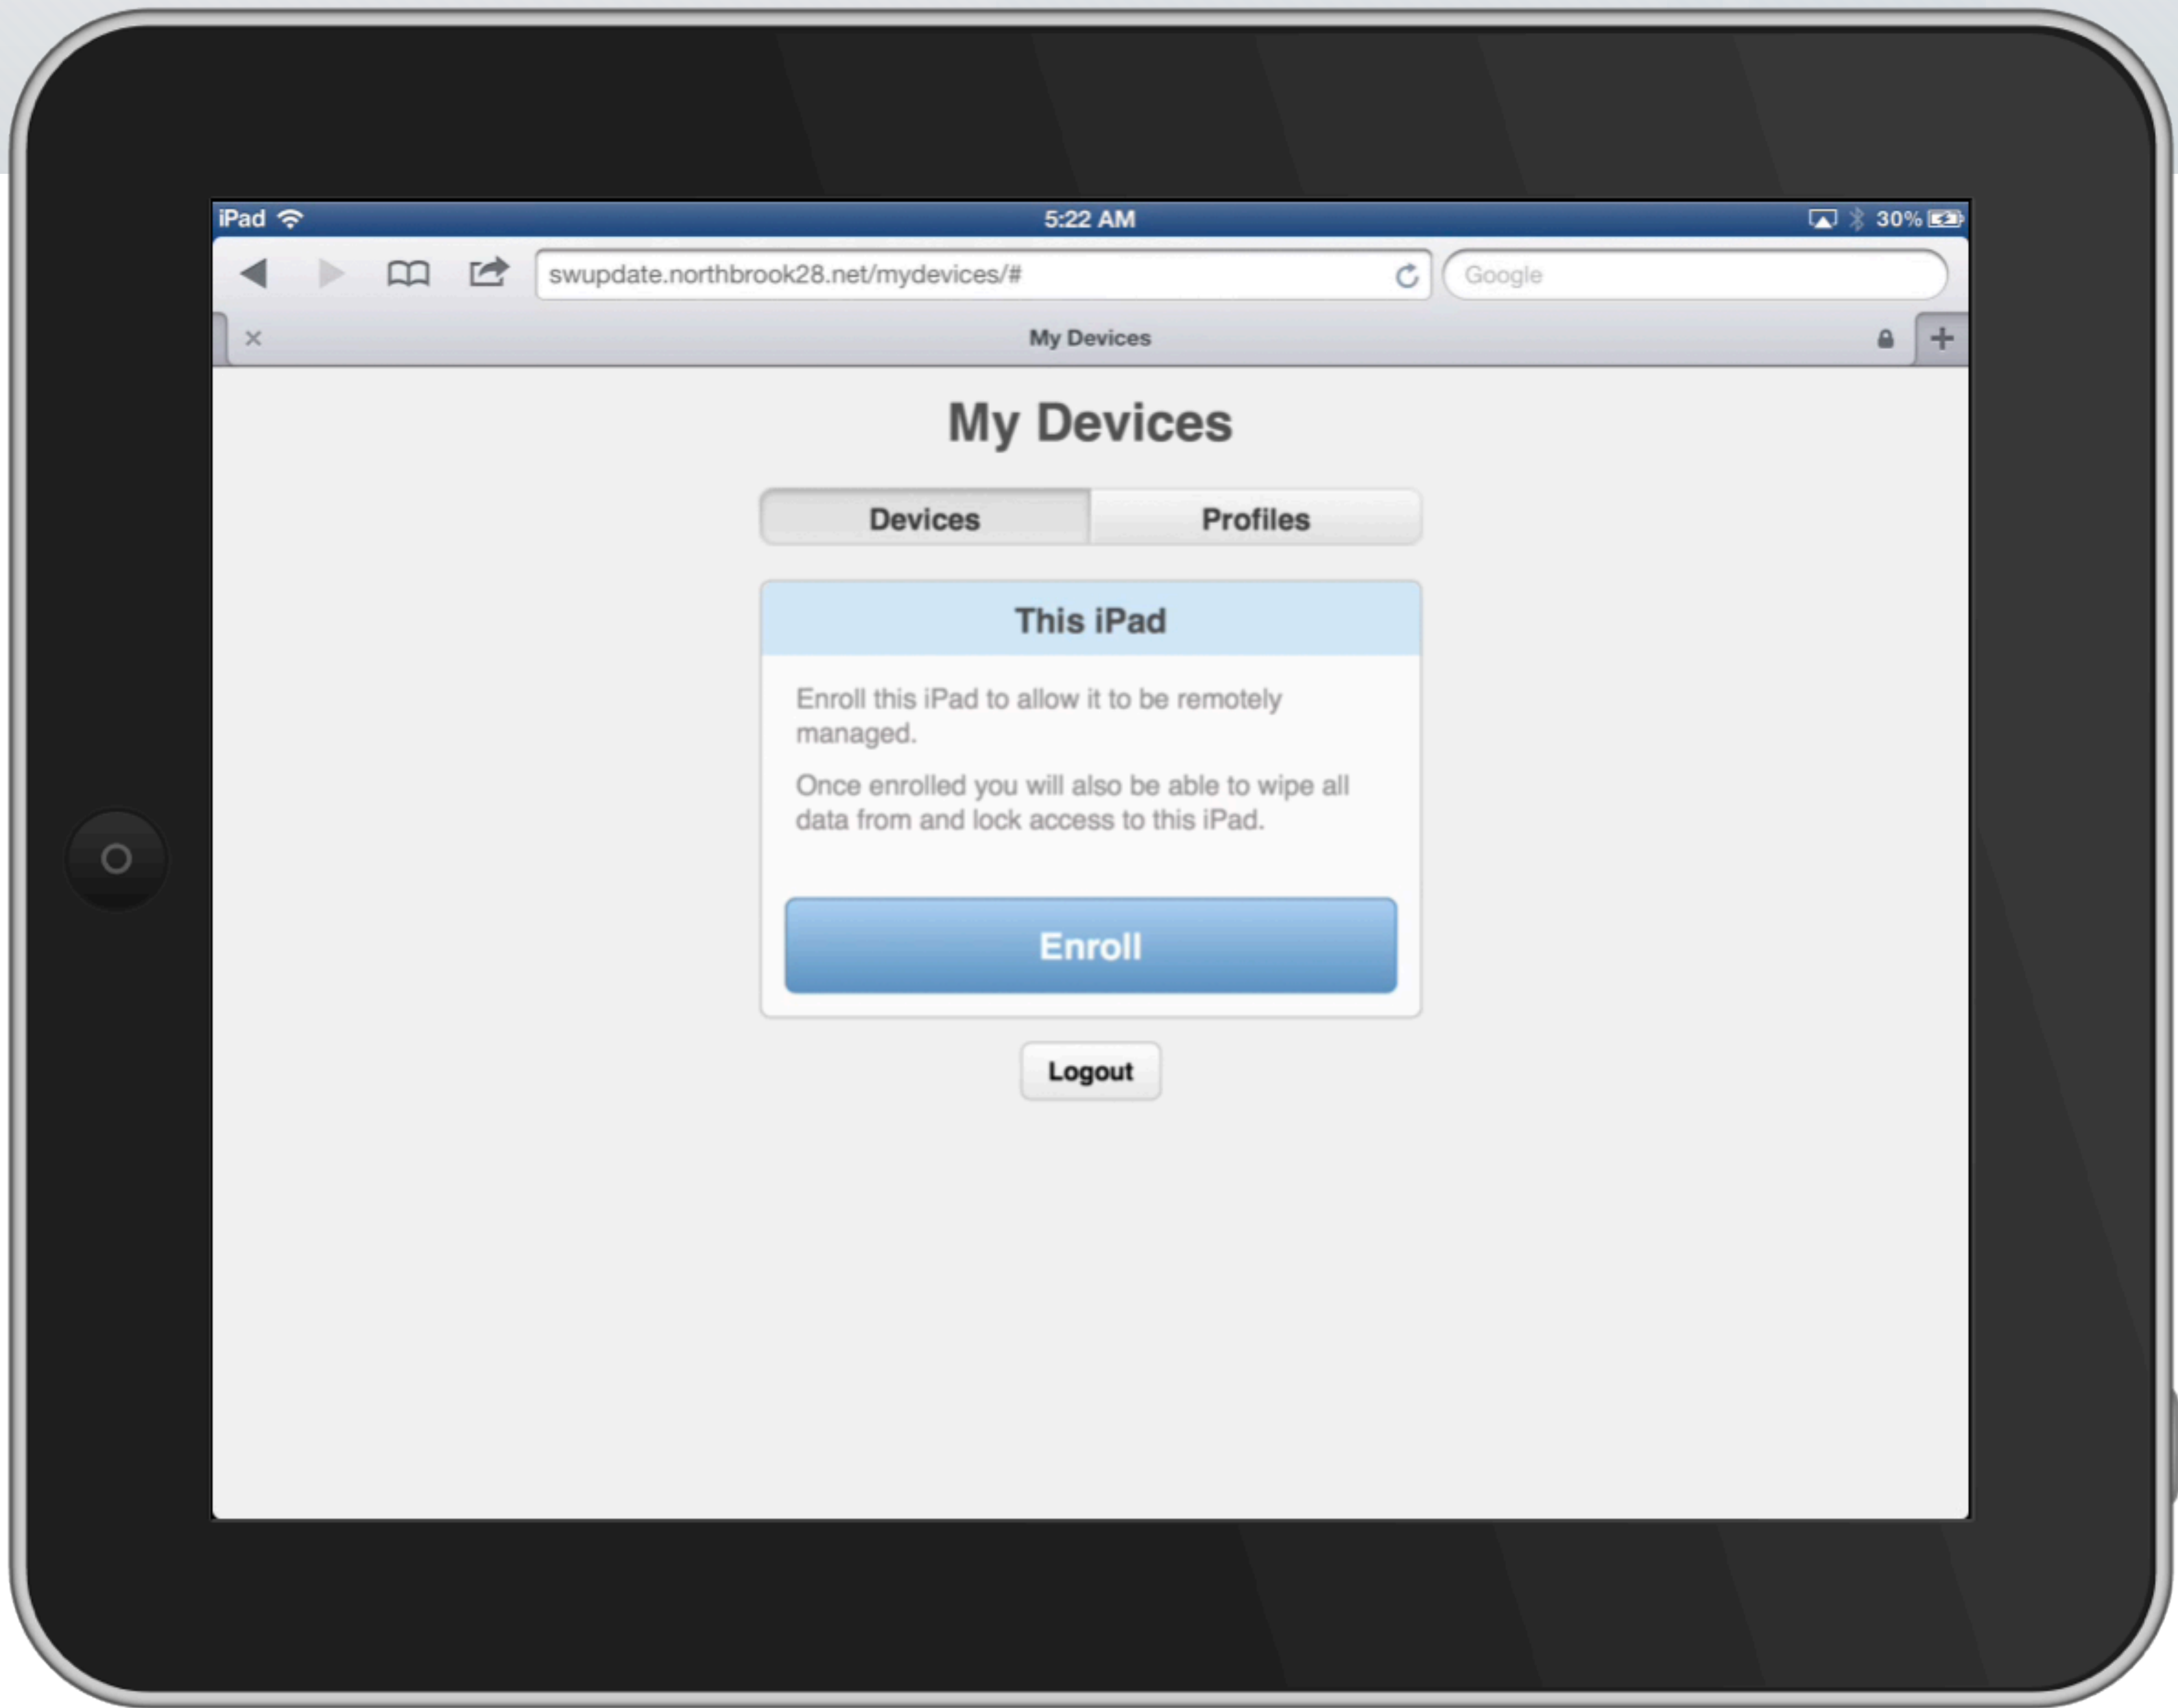 iPad 5:22 AM 30%
swupdate.northbrook28.net/mydevices/# Google
My Devices
My Devices
Devices Profiles
This iPad
Enroll this iPad to allow it to be remotely
managed.
Once enrolled you will also be able to wipe all
data from and lock access to this iPad.
Enroll
Logout